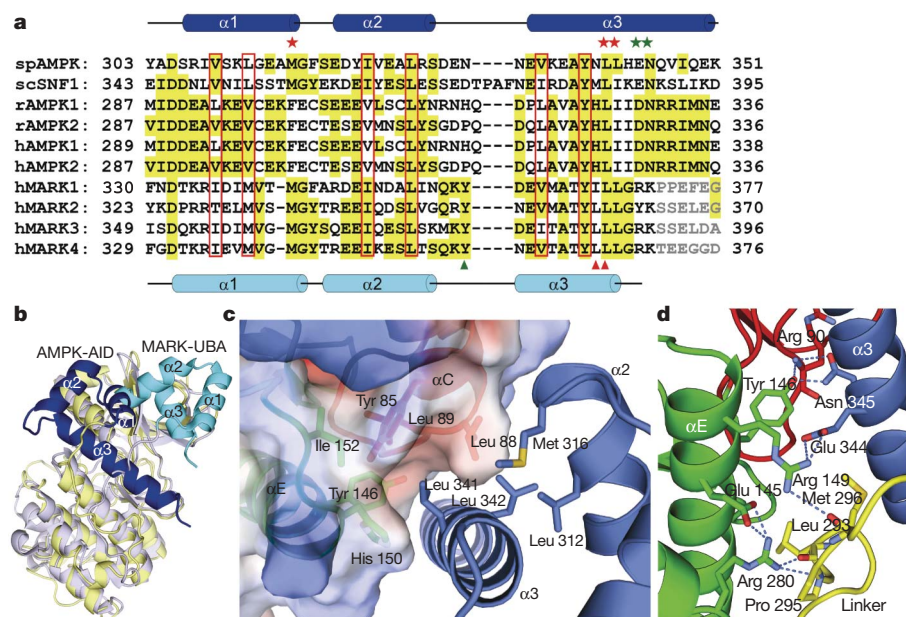 a
α1 α2 α3
spAMPK: 303 YADSRIVSKLGEAMGFSEDYIVEALRSDEN----NEVKEAYNLLHENQVIQEK 351
scSNF1: 343 EIDDNLVNILSSTMGYEKDEIYESLESSEDTPAFNEIRDAYMLIKENKSLIKD 395
rAMPK1: 287 MIDDEALKEVCEKFECSEEEVLSCLYNRNHQ----DPLAVAYHLIIDNRRIMNE 336
rAMPK2: 287 VIDDEAVKEVCEKFECTESEVMNSLYSGDPQ----DQLAVAYHLIIDNRRIMNQ 336
hAMPK1: 289 MIDDEALKEVCEKFECSEEEVLSCLYNRNHQ----DPLAVAYHLIIDNRRIMNE 338
hAMPK2: 287 VIDDEAVKEVCEKFECTESEVMNSLYSGDPQ----DQLAVAYHLIIDNRRIMNQ 336
hMARK1: 330 FNDTKRIDIMVT-MGFARDEINDALINQKY----DEVMATYILLGRKPPEFEG 377
hMARK2: 323 YKDPRRTELMVS-MGYTREEIQDSLVGQRY----NEVMATYLLLGYKSSELEG 370
hMARK3: 349 IKDQRRIDIMVG-MGYSQEEIQESLSKMKY----DEITATYLLLGRKSSELDA 396
hMARK4: 329 FGDTKRIEVMVG-MGYTREEIKESLTSQKY----NEVTATYLLLGRKTEEGGD 376
α1 α2 α3
b
AMPK-AID MARK-UBA
α2 α1 α3
α2 α3 α1
c
αC
α2
Tyr 85
Leu 89
Ile 152
Leu 88
Met 316
αE
Leu 341
Tyr 146
Leu 342
His 150
Leu 312
α3
d
Arg 90
α3
Tyr 146
Asn 345
αE
Glu 344
Arg 149
Glu 145
Met 296
Leu 293
Arg 280
Pro 295
Linker